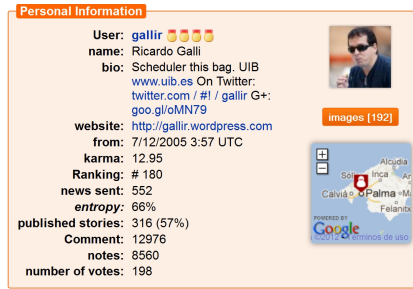 Personal Information
User: gallir
name: Ricardo Galli
bio: Scheduler this bag. UIB
www.uib.es On Twitter:
twitter.com / #! / gallir G+:
goo.gl/oMN79
website: http://gallir.wordpress.com
from: 7/12/2005 3:57 UTC
karma: 12.95
Ranking: # 180
news sent: 552
entropy: 66%
published stories: 316 (57%)
Comment: 12976
notes: 8560
number of votes: 198
images [192]
+
−
Alcúdia
Inca
Calvià
Palma
Felanitx
POWERED BY
Google
©2012 Términos de uso